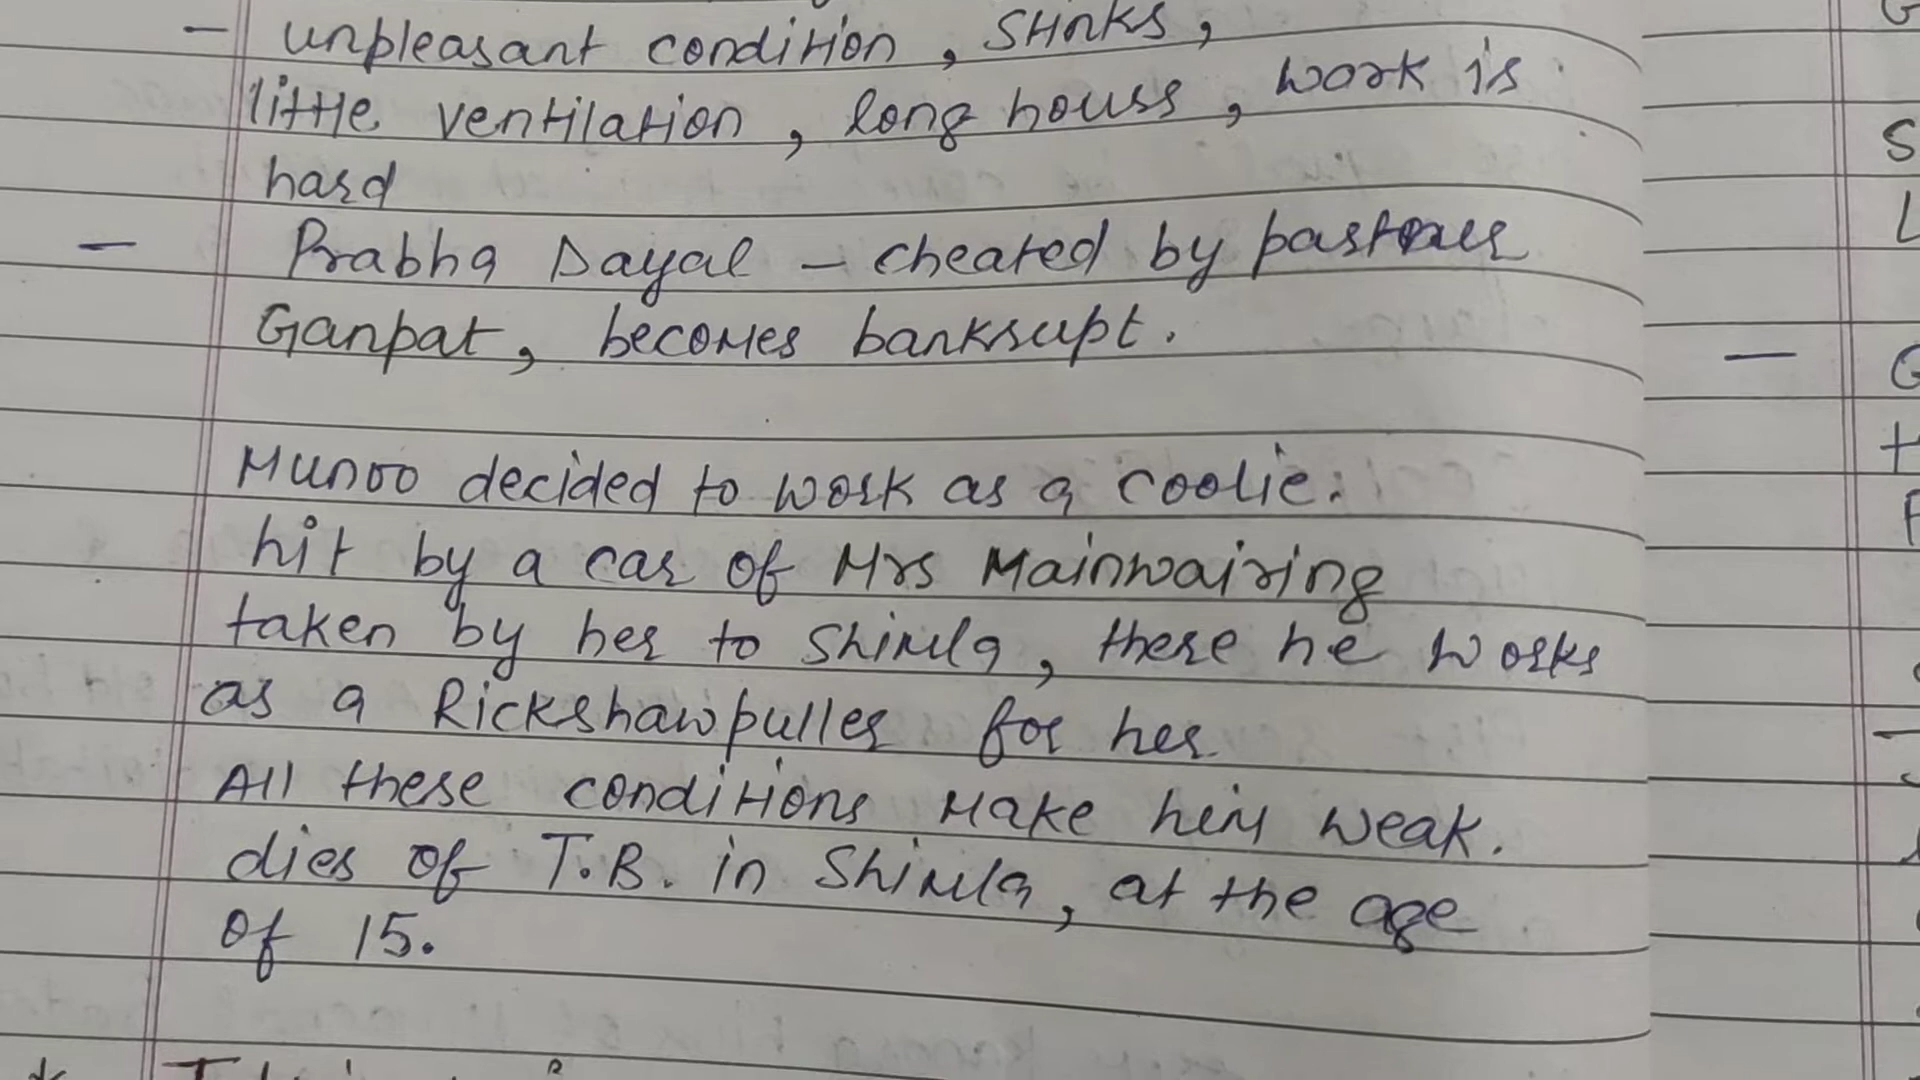 - unpleasant condition, stinks,
little ventilation, long hours, work is
hard
- Prabha Dayal - cheated by partner
Ganpat, becomes bankrupt.
Munoo decided to work as a coolie.
hit by a car of Mrs Mainwairing
taken by her to Shimla, there he works
as a Rickshawpuller for her
All these conditions make him weak.
dies of T.B. in Shimla, at the age
of 15.